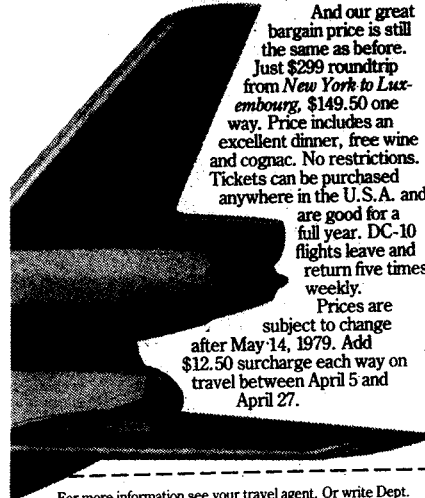 And our great
bargain price is still
the same as before.
Just $299 roundtrip
from New York to Lux-
embourg, $149.50 one
way. Price includes an
excellent dinner, free wine
and cognac. No restrictions.
Tickets can be purchased
anywhere in the U.S.A. and
are good for a
full year. DC-10
flights leave and
return five times
weekly.
Prices are
subject to change
after May 14, 1979. Add
$12.50 surcharge each way on
travel between April 5 and
April 27.
For more information see your travel agent. Or write Dept.